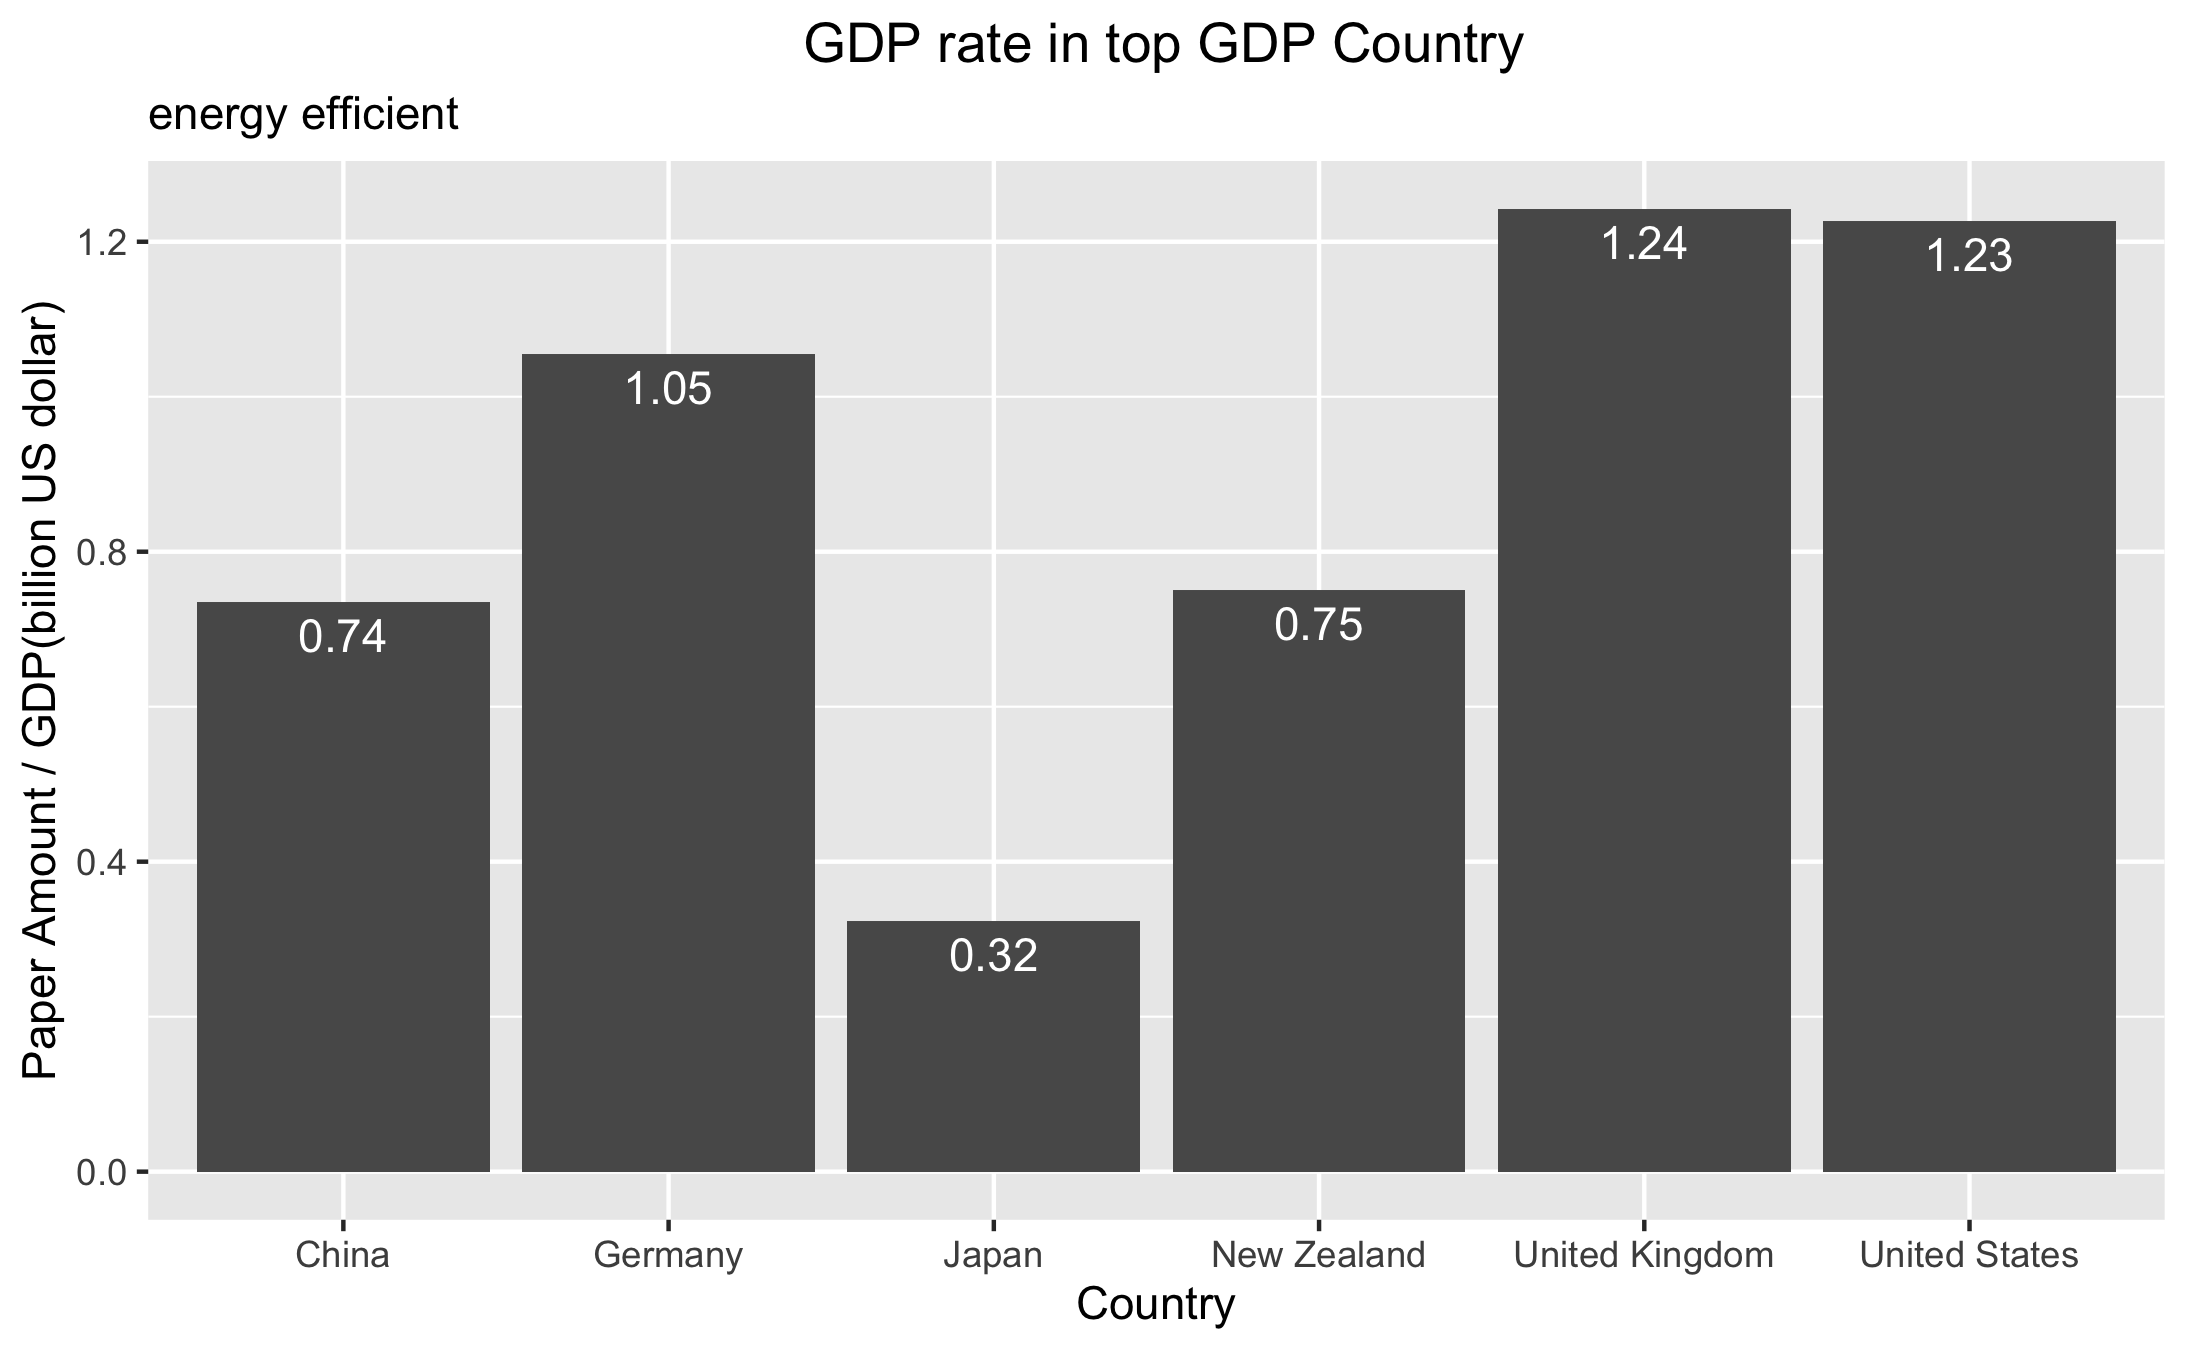 GDP rate in top GDP Country
energy efficient
Paper Amount / GDP(billion US dollar)
1.2
0.8
0.4
0.0
0.74
1.05
0.32
0.75
1.24
1.23
China
Germany
Japan
New Zealand
United Kingdom
United States
Country